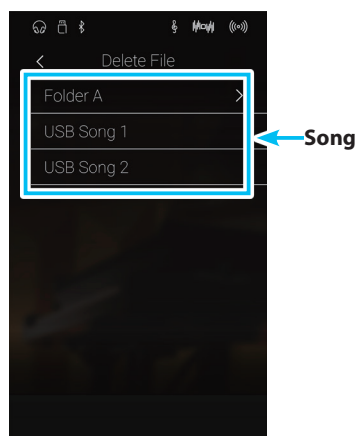 Delete File
Folder A
USB Song 1
Song
USB Song 2